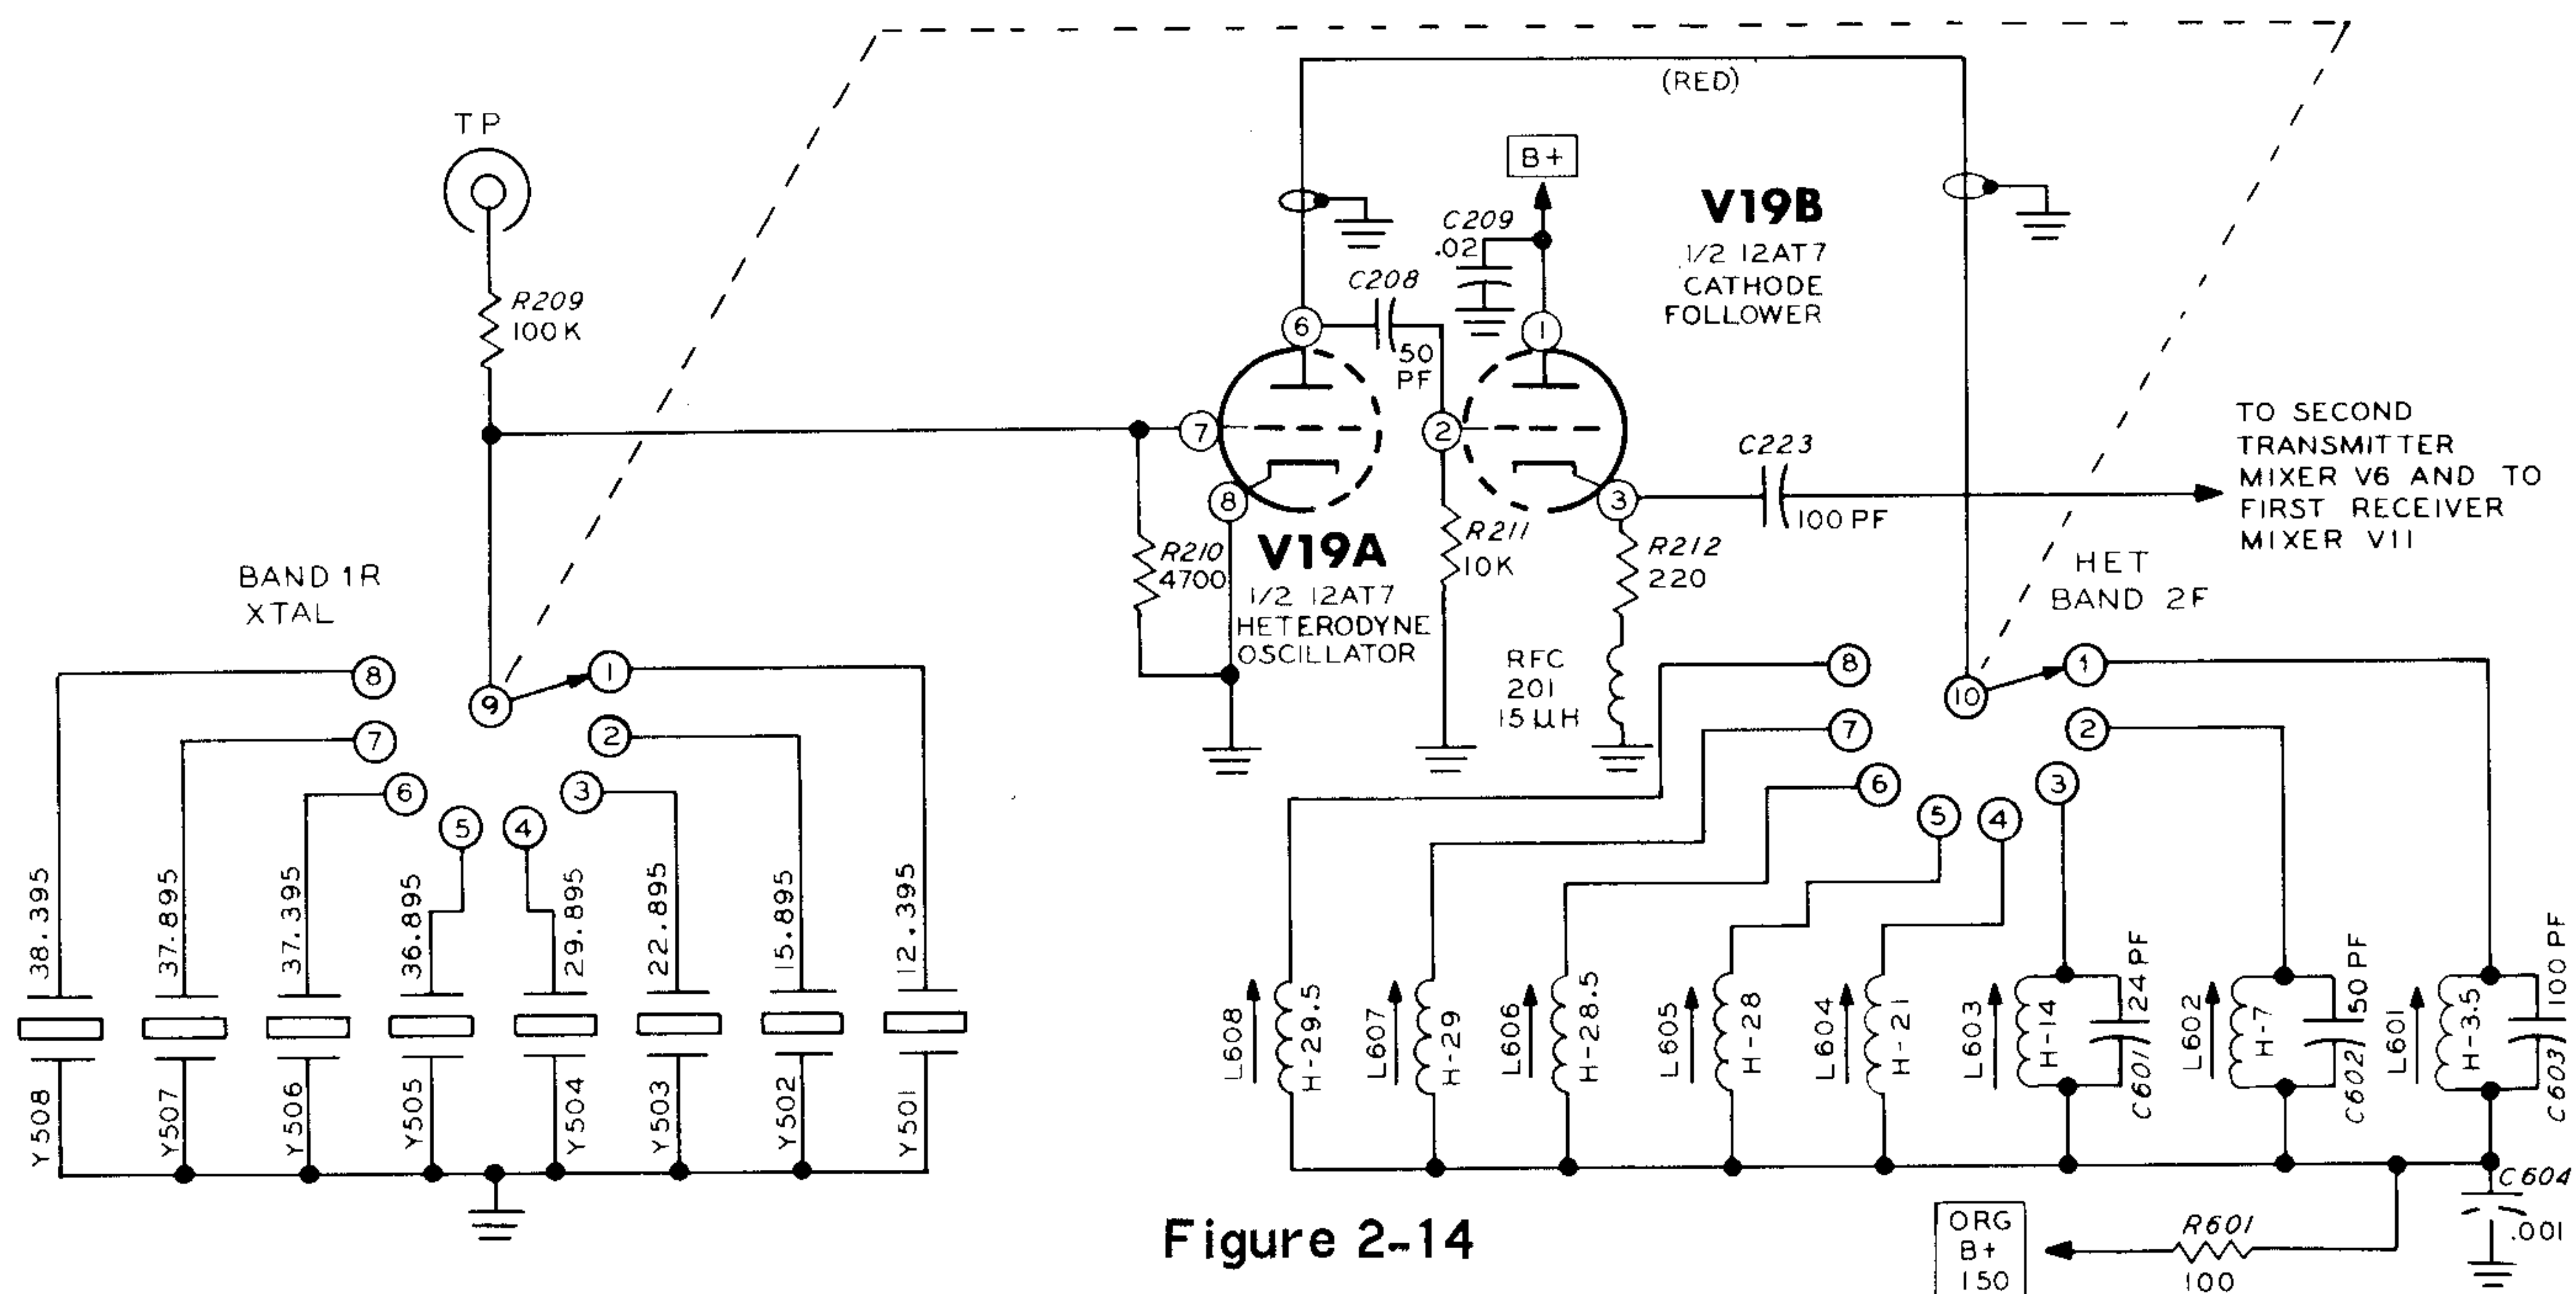 (RED)
TP
R209
100K
B+
C209
.02
V19B
1/2 12AT7
CATHODE
FOLLOWER
C208
50
PF
6
1
7
2
8
3
C223
100 PF
TO SECOND
TRANSMITTER
MIXER V6 AND TO
FIRST RECEIVER
MIXER V11
R210
4700
V19A
1/2 12AT7
HETERODYNE
OSCILLATOR
R211
10K
R212
220
RFC
201
15 µH
BAND 1R
XTAL
HET
BAND 2F
8
9
1
7
2
6
3
5
4
8
10
1
7
2
6
3
5
4
38.395
37.895
37.395
36.895
29.895
22.895
15.895
12.395
Y508
Y507
Y506
Y505
Y504
Y503
Y502
Y501
L608
H-29.5
L607
H-29
L606
H-28.5
L605
H-28
L604
H-21
L603
H-14
C601
24 PF
L602
H-7
C602
50 PF
L601
H-3.5
C603
100 PF
C604
.001
ORG
B+
150
R601
100
Figure 2-14